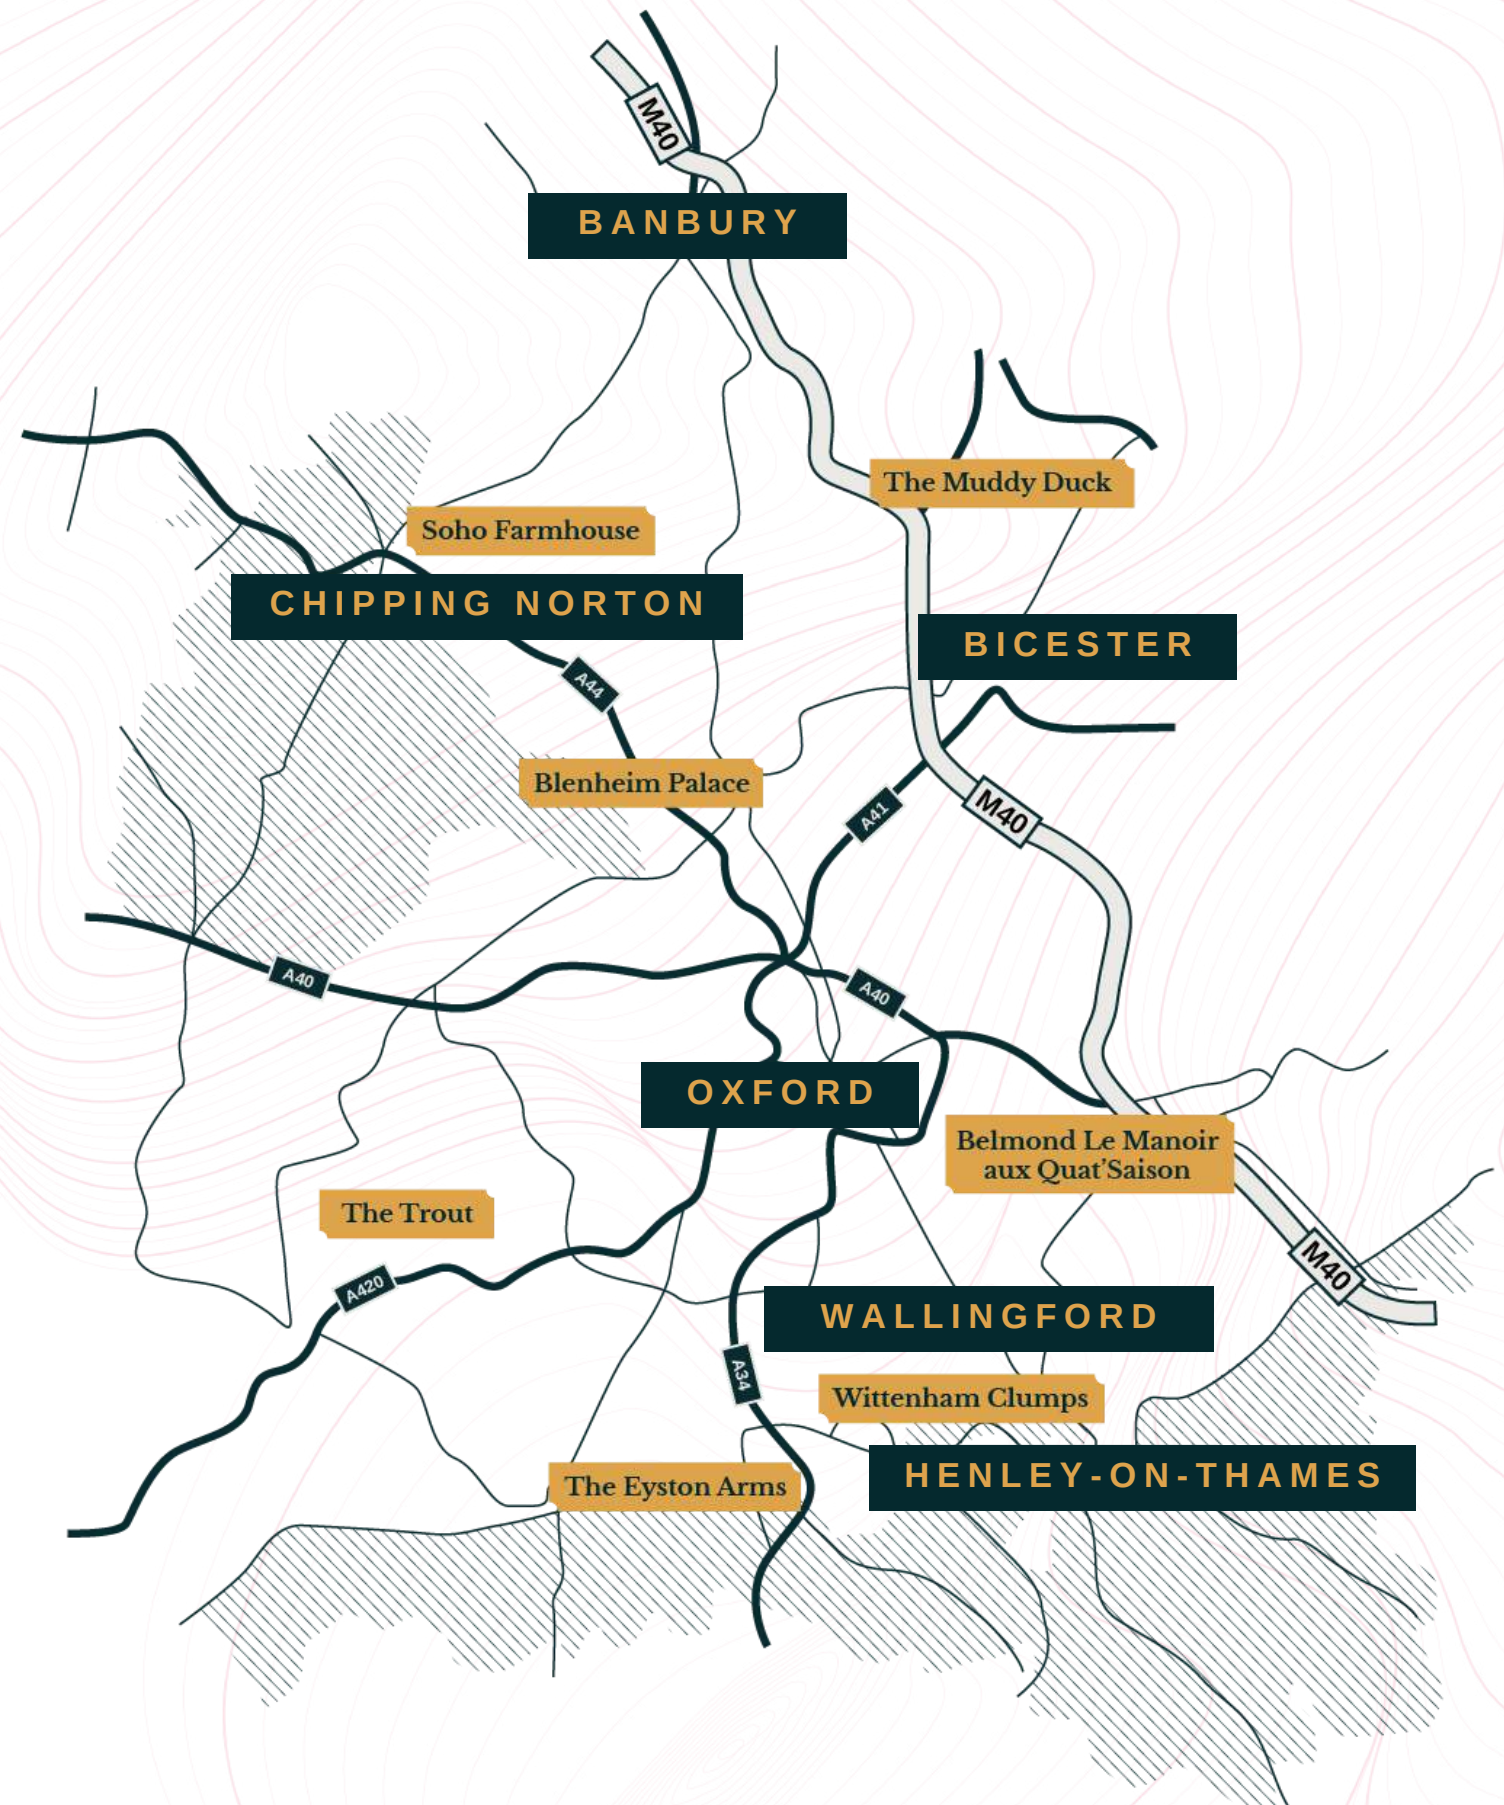 M40
BANBURY
The Muddy Duck
Soho Farmhouse
CHIPPING NORTON
BICESTER
A44
Blenheim Palace
A41
M40
A40
A40
OXFORD
Belmond Le Manoir
aux Quat'Saison
The Trout
M40
A420
WALLINGFORD
A34
Wittenham Clumps
HENLEY-ON-THAMES
The Eyston Arms